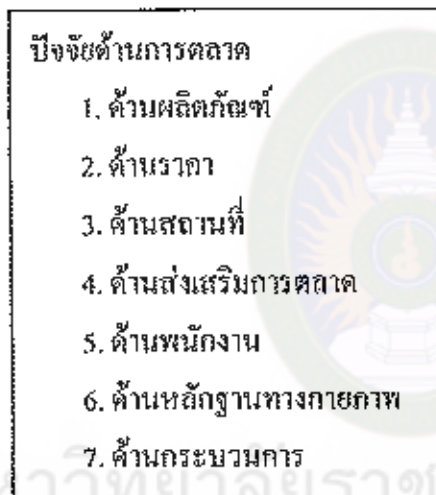 ปัจจัยด้านการตลาด
1. ด้านผลิตภัณฑ์
2. ด้านราคา
3. ด้านสถานที่
4. ด้านส่งเสริมการตลาด
5. ด้านพนักงาน
6. ด้านหลักฐานทางกายภาพ
7. ด้านกระบวนการ